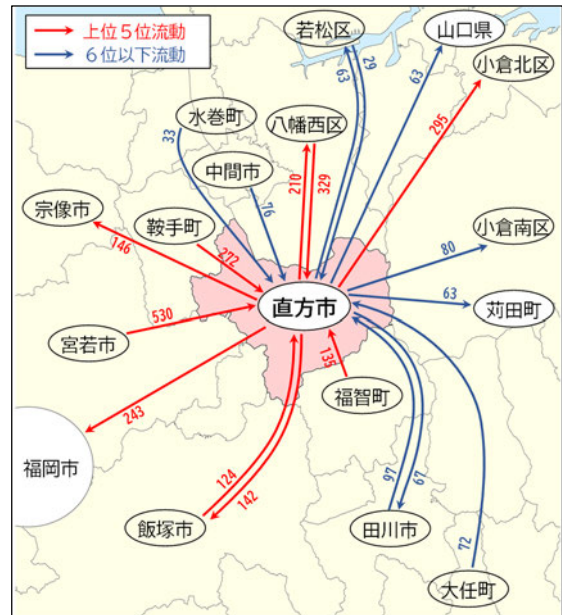 上位5位流動
6位以下流動
若松区
山口県
小倉北区
水巻町
八幡西区
63
29
63
33
295
中間市
宗像市
鞍手町
76
210
329
小倉南区
146
272
80
直方市
63
苅田町
宮若市
530
135
福智町
243
福岡市
124
142
97
67
飯塚市
田川市
72
大任町